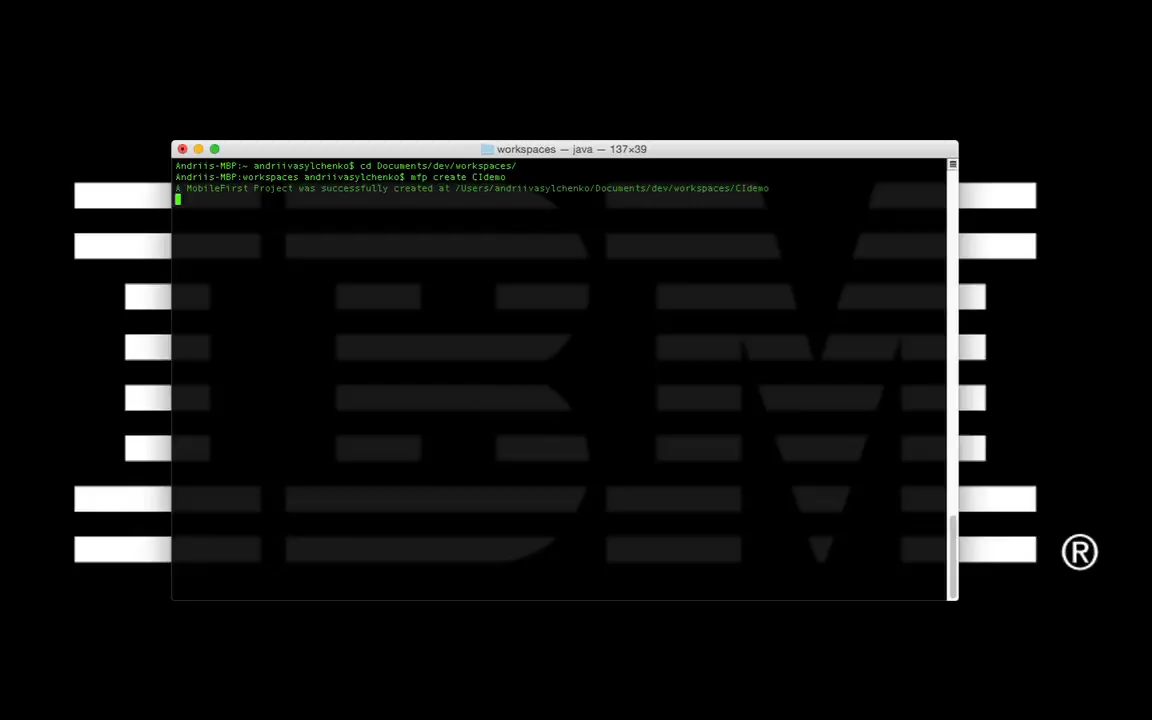 workspaces — java — 137×39
Andriis-MBP:~ andriivasylchenko$ cd Documents/dev/workspaces/
Andriis-MBP:workspaces andriivasylchenko$ mfp create CIdemo
A MobileFirst Project was successfully created at /Users/andriivasylchenko/Documents/dev/workspaces/CIdemo
IBM
®